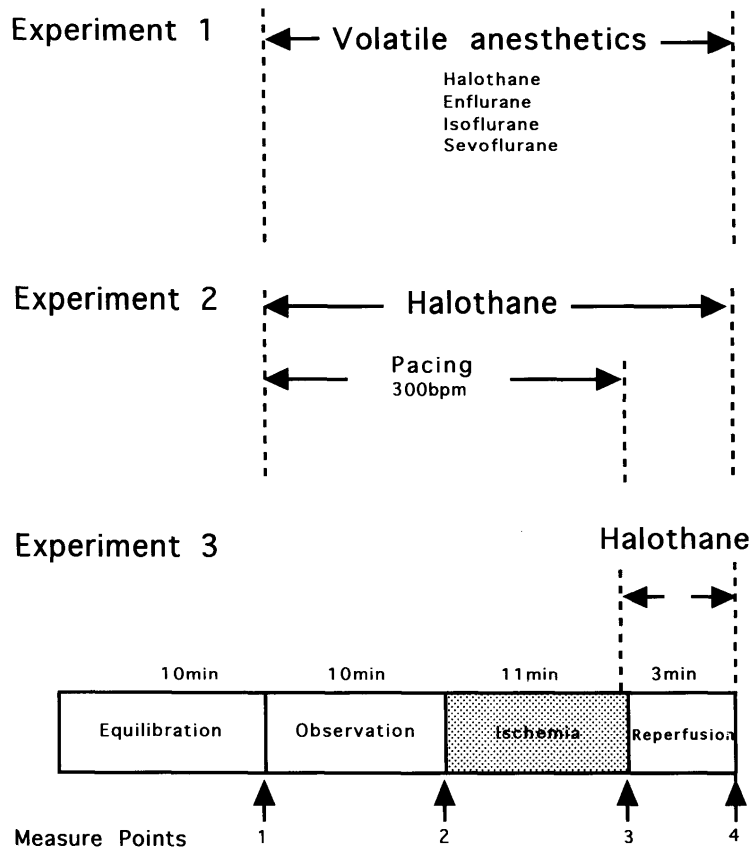 Experiment 1
Volatile anesthetics
Halothane
Enflurane
Isoflurane
Sevoflurane
Experiment 2
Halothane
Pacing
300bpm
Experiment 3
Halothane
10min 10min 11min 3min
Equilibration Observation Ischemia Reperfusion
Measure Points 1 2 3 4